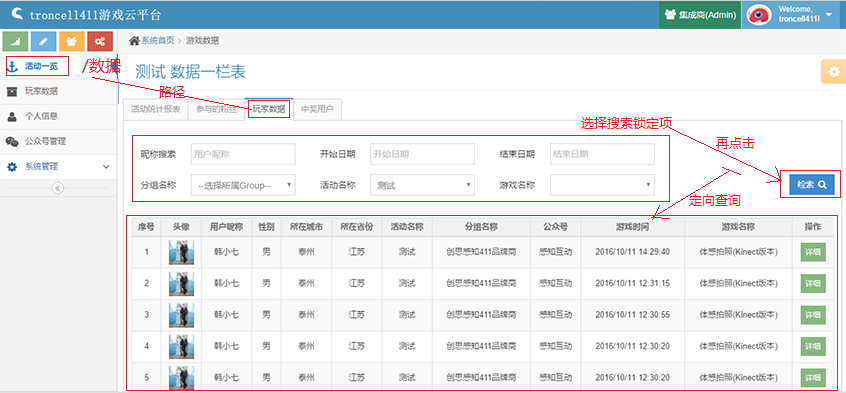 troncell411游戏云平台
集成商(Admin)
Welcome,
troncell411!
系统首页 > 游戏数据
活动一览
/数据
路径
玩家数据
个人信息
公众号管理
系统管理
测试 数据一栏表
活动统计报表 参与的粉丝 玩家数据 中奖用户
选择搜索锁定项
再点击
定向查询
昵称搜索 用户昵称 开始日期 开始日期 结束日期 结束日期
分组名称 --选择所属Group-- 活动名称 测试 游戏名称
检索
序号 头像 用户昵称 性别 所在城市 所在省份 活动名称 分组名称 公众号 游戏时间 游戏名称 操作
1 韩小七 男 泰州 江苏 测试 创思感知411品牌商 感知互动 2016/10/11 14:29:40 体感拍照(Kinect版本) 详细
2 韩小七 男 泰州 江苏 测试 创思感知411品牌商 感知互动 2016/10/11 12:31:15 体感拍照(Kinect版本) 详细
3 韩小七 男 泰州 江苏 测试 创思感知411品牌商 感知互动 2016/10/11 12:30:55 体感拍照(Kinect版本) 详细
4 韩小七 男 泰州 江苏 测试 创思感知411品牌商 感知互动 2016/10/11 12:30:20 体感拍照(Kinect版本) 详细
5 韩小七 男 泰州 江苏 测试 创思感知411品牌商 感知互动 2016/10/11 12:30:20 体感拍照(Kinect版本) 详细